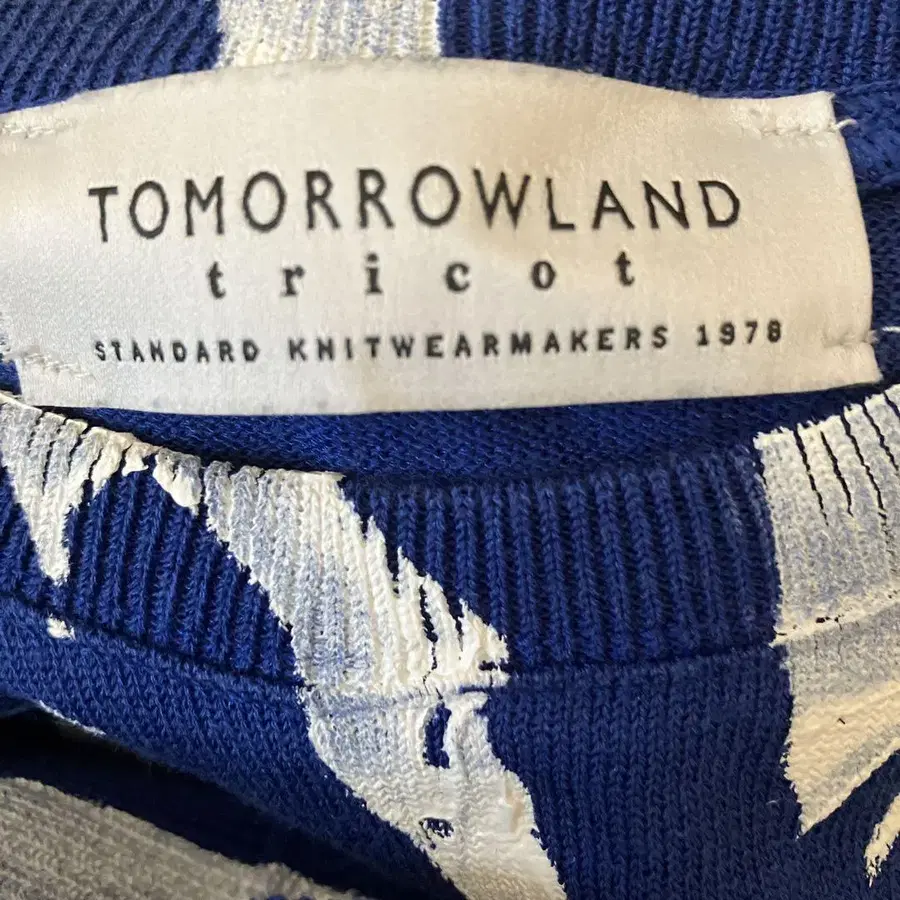 TOMORROWLAND
tricot
STANDARD KNITWEARMAKERS 1978